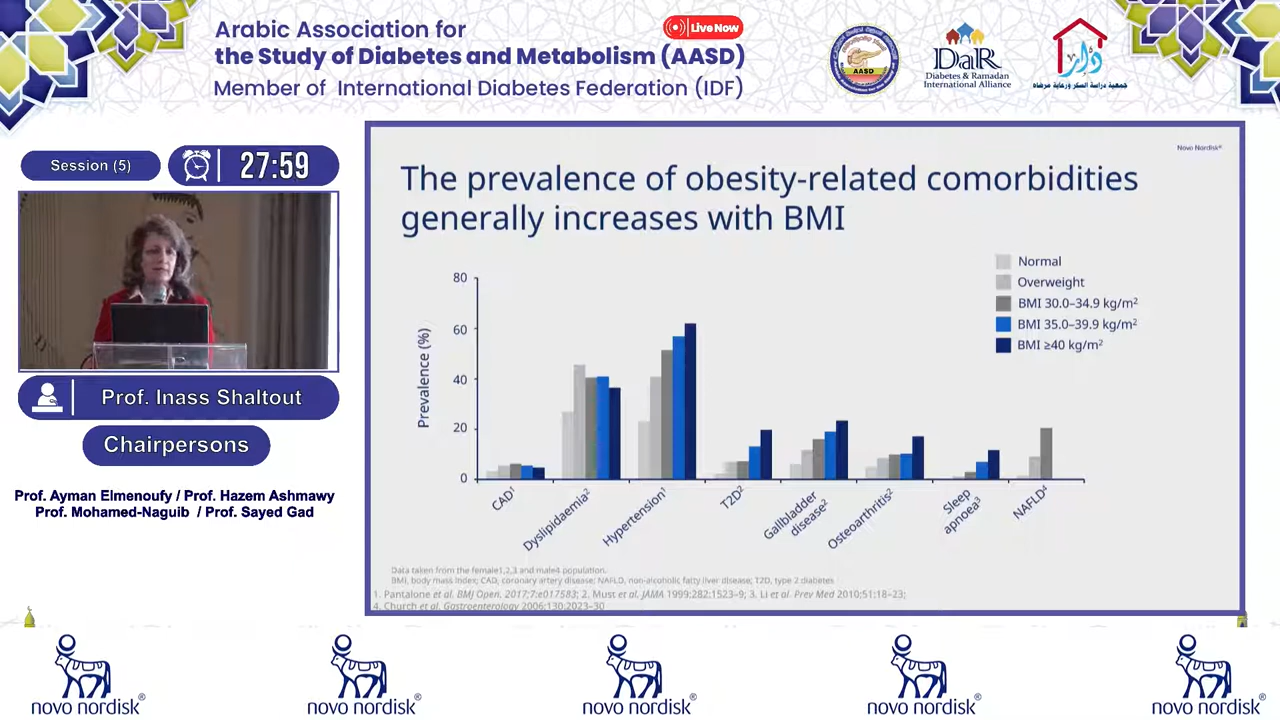 Arabic Association for
Live Now
the Study of Diabetes and Metabolism (AASD)
Member of International Diabetes Federation (IDF)
AASD
DaR
Diabetes & Ramadan
International Alliance
دار
جمعية دراسة السكر ورعاية مرضاه
Session (5)
27:59
Prof. Inass Shaltout
Chairpersons
Prof. Ayman Elmenoufy / Prof. Hazem Ashmawy
Prof. Mohamed-Naguib / Prof. Sayed Gad
Novo Nordisk®
The prevalence of obesity-related comorbidities
generally increases with BMI
Normal
Overweight
BMI 30.0–34.9 kg/m²
BMI 35.0–39.9 kg/m²
BMI ≥40 kg/m²
Prevalence (%)
80
60
40
20
0
CAD¹
Dyslipidaemia²
Hypertension¹
T2D²
Gallbladder
disease²
Osteoarthritis²
Sleep
apnoea³
NAFLD⁴
Data taken from the female1,2,3 and male4 population.
BMI, body mass index; CAD, coronary artery disease; NAFLD, non-alcoholic fatty liver disease; T2D, type 2 diabetes
1. Pantalone et al. BMJ Open. 2017;7:e017583; 2. Must et al. JAMA 1999;282:1523–9; 3. Li et al. Prev Med 2010;51:18–23;
4. Church et al. Gastroenterology 2006;130:2023–30
novo nordisk®
novo nordisk®
novo nordisk®
novo nordisk®
novo nordisk®